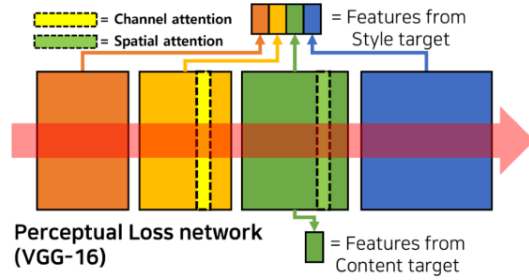 = Channel attention
= Spatial attention
= Features from
Style target
Perceptual Loss network
(VGG-16)
= Features from
Content target